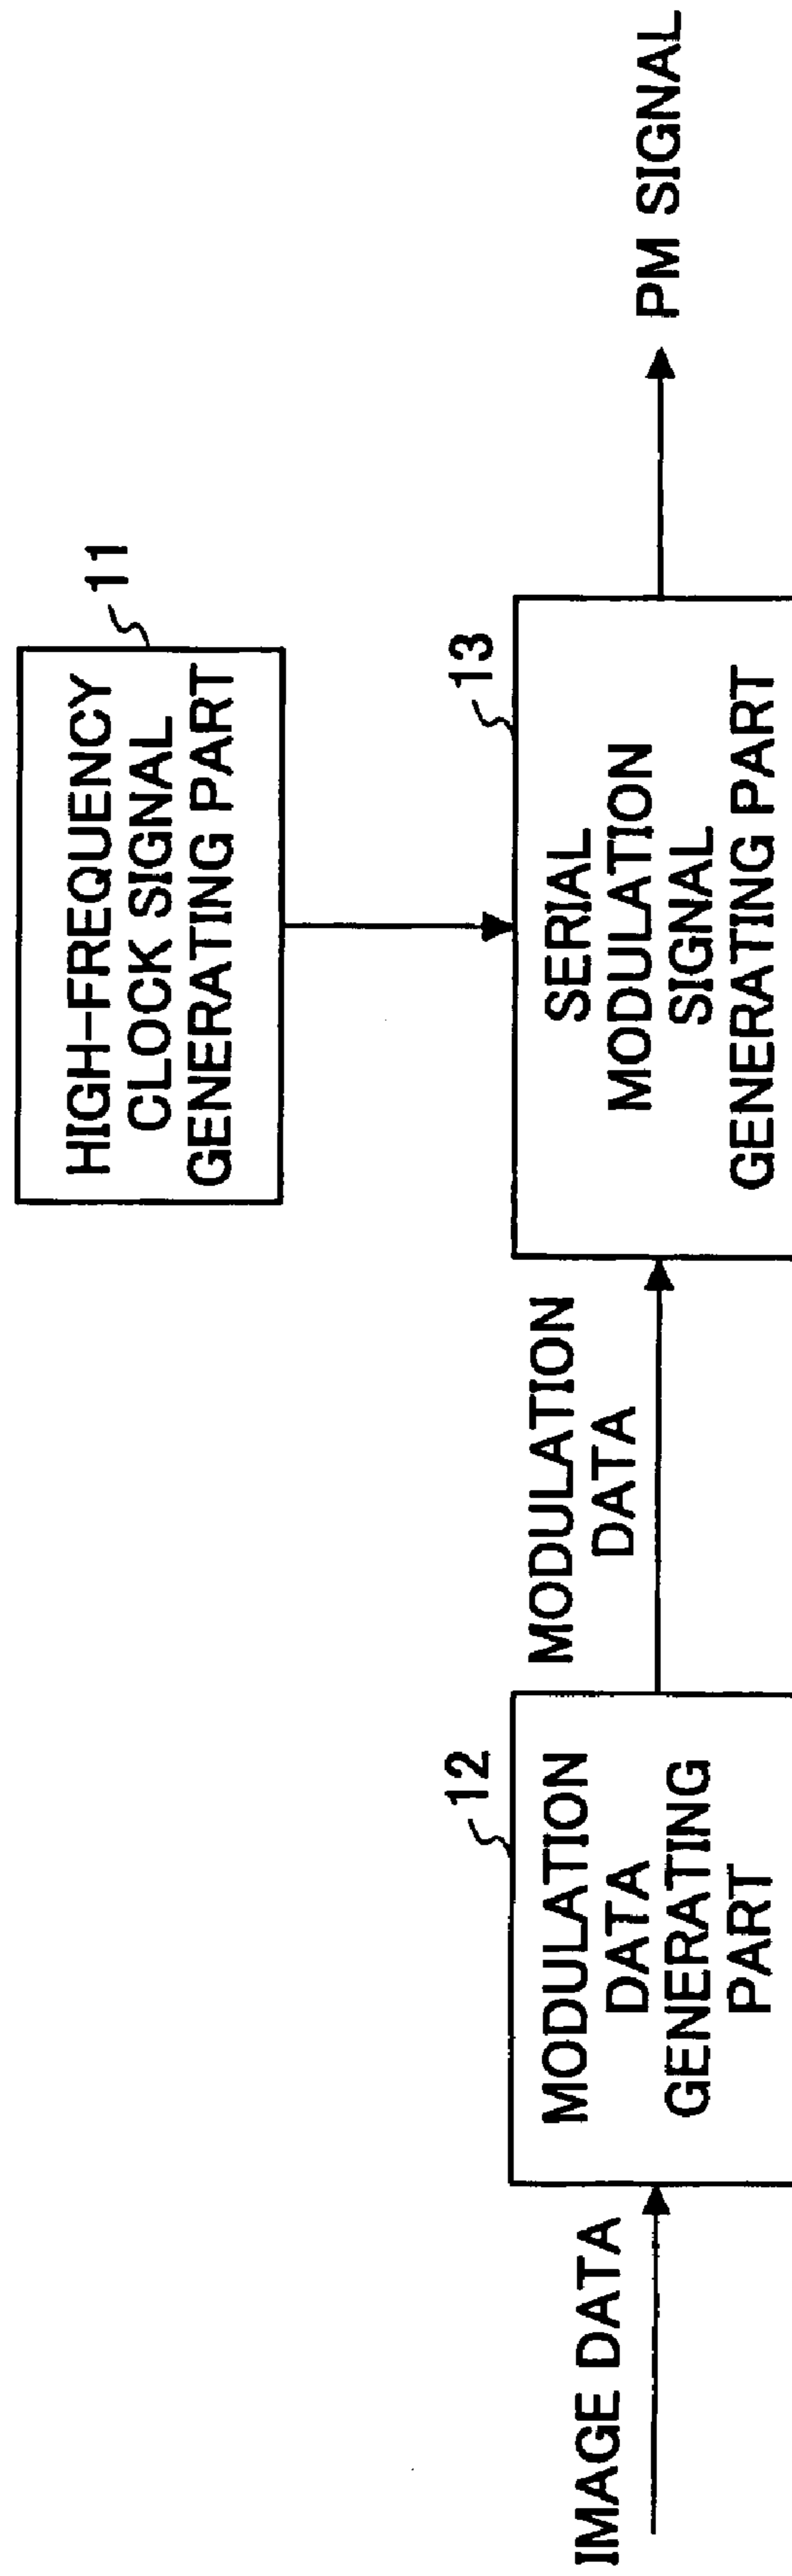 11
HIGH-FREQUENCY
CLOCK SIGNAL
GENERATING PART
IMAGE DATA
12
MODULATION
DATA
GENERATING
PART
MODULATION
DATA
13
SERIAL
MODULATION
SIGNAL
GENERATING PART
PM SIGNAL